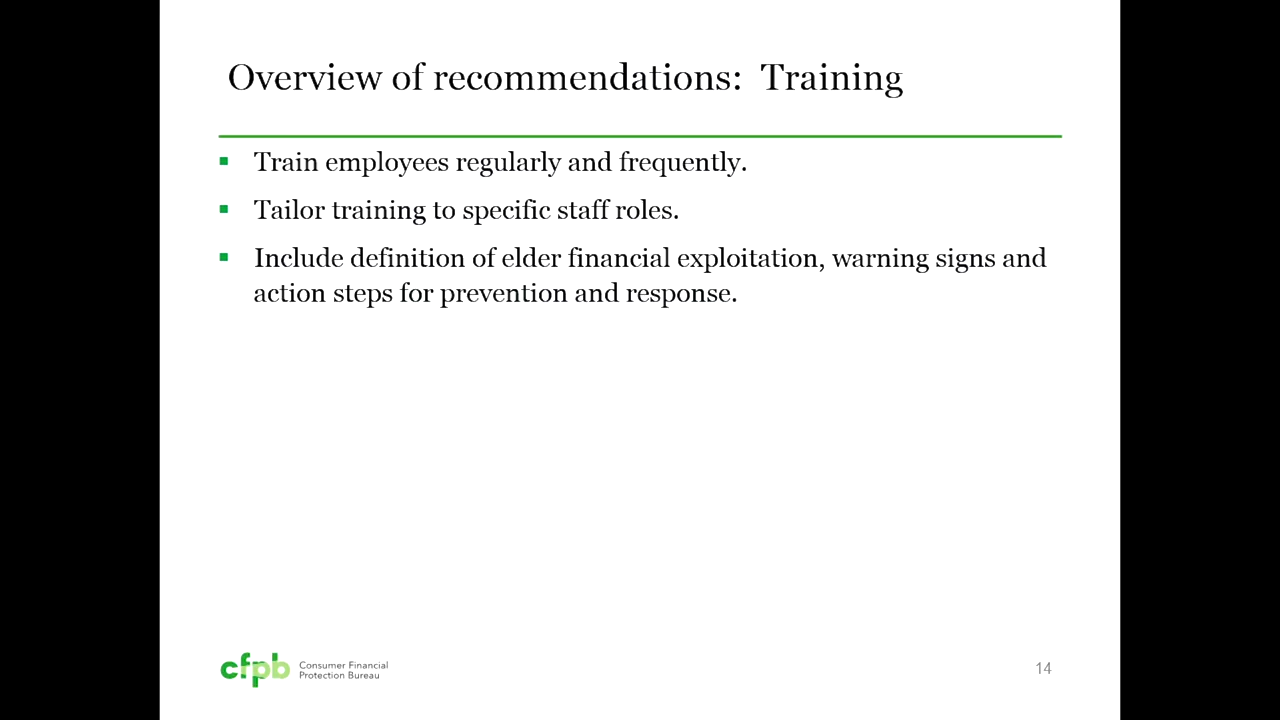 Overview of recommendations: Training
Train employees regularly and frequently.
Tailor training to specific staff roles.
Include definition of elder financial exploitation, warning signs and
action steps for prevention and response.
cfpb
Consumer Financial
Protection Bureau
14